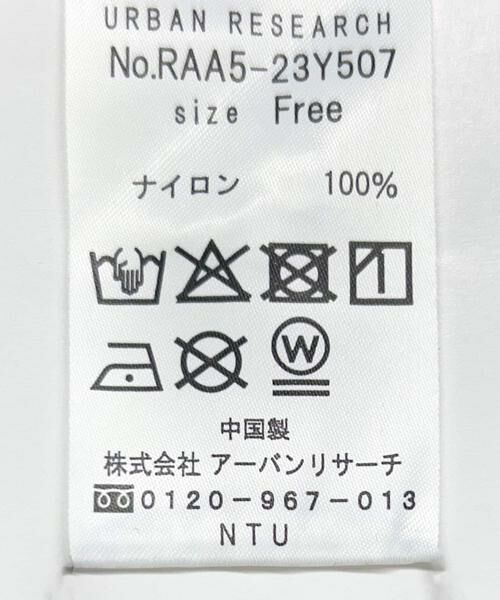 URBAN RESEARCH
No.RAA5-23Y507
size Free
ナイロン 100%
W
中国製
株式会社 アーバンリサーチ
0120-967-013
NTU